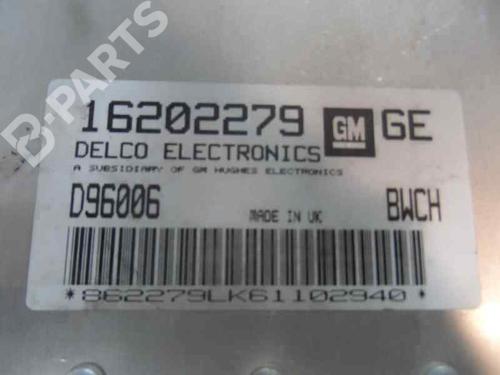 B-PARTS
16202279 GM GE
DELCO ELECTRONICS
A SUBSIDIARY OF GM HUGHES ELECTRONICS
D96006 MADE IN UK BWCH
*862279LK61102940*